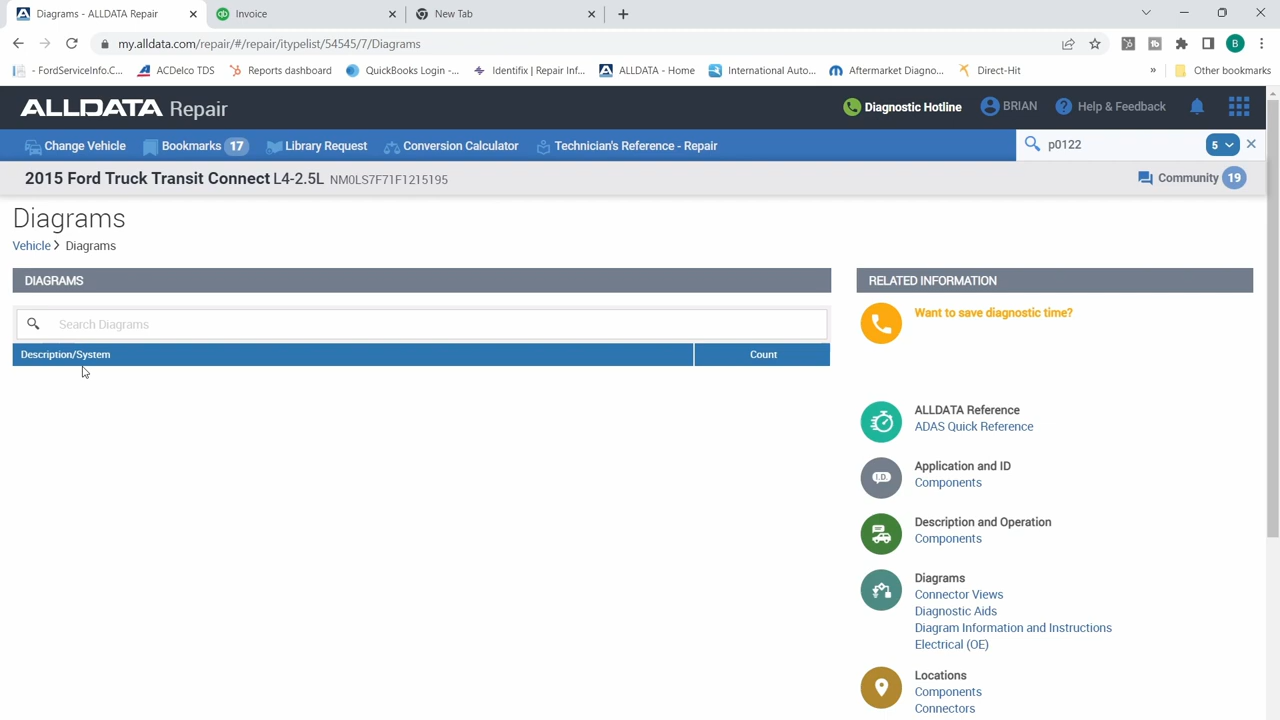 Diagrams - ALLDATA Repair
Invoice
New Tab
my.alldata.com/repair/#/repair/itypelist/54545/7/Diagrams
B
- FordServiceInfo.C...
ACDelco TDS
Reports dashboard
QuickBooks Login -...
Identifix | Repair Inf...
ALLDATA - Home
International Auto...
Aftermarket Diagno...
Direct-Hit
»
Other bookmarks
ALLDATA Repair
Diagnostic Hotline
BRIAN
Help & Feedback
Change Vehicle
Bookmarks 17
Library Request
Conversion Calculator
Technician's Reference - Repair
p0122
5
2015 Ford Truck Transit Connect L4-2.5L NM0LS7F71F1215195
Community 19
Diagrams
Vehicle > Diagrams
DIAGRAMS
Search Diagrams
Description/System
Count
RELATED INFORMATION
Want to save diagnostic time?
ALLDATA Reference
ADAS Quick Reference
I.D.
Application and ID
Components
Description and Operation
Components
Diagrams
Connector Views
Diagnostic Aids
Diagram Information and Instructions
Electrical (OE)
Locations
Components
Connectors